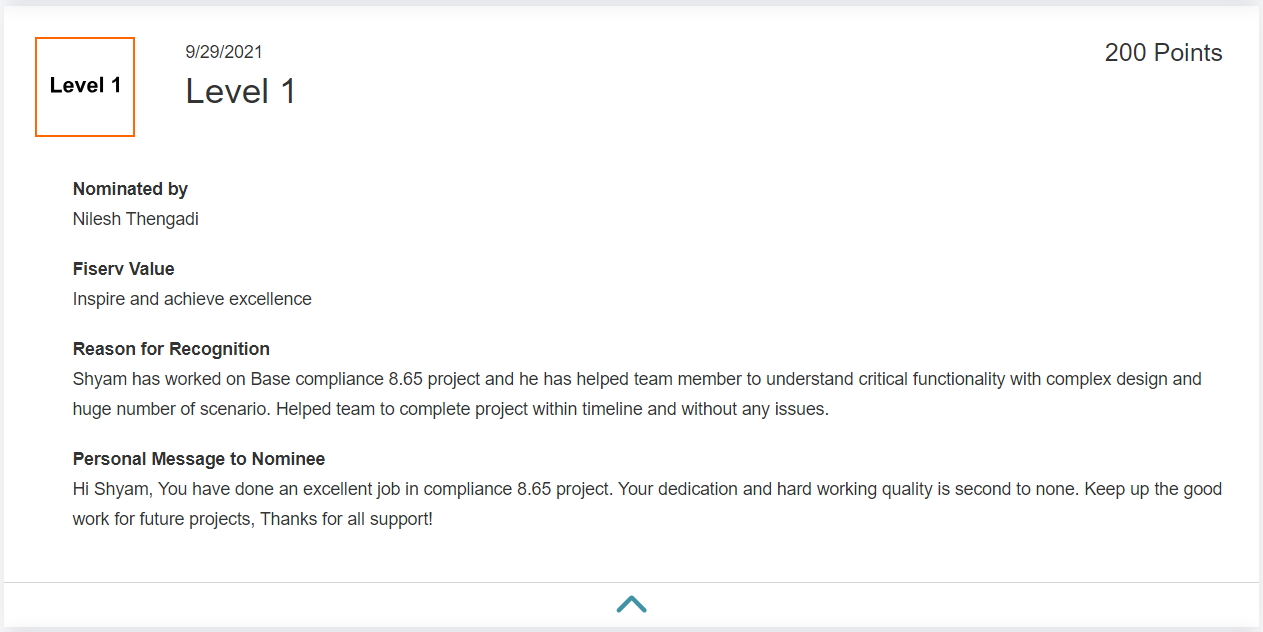 Level 1
9/29/2021
Level 1
200 Points
Nominated by
Nilesh Thengadi
Fiserv Value
Inspire and achieve excellence
Reason for Recognition
Shyam has worked on Base compliance 8.65 project and he has helped team member to understand critical functionality with complex design and
huge number of scenario. Helped team to complete project within timeline and without any issues.
Personal Message to Nominee
Hi Shyam, You have done an excellent job in compliance 8.65 project. Your dedication and hard working quality is second to none. Keep up the good
work for future projects, Thanks for all support!